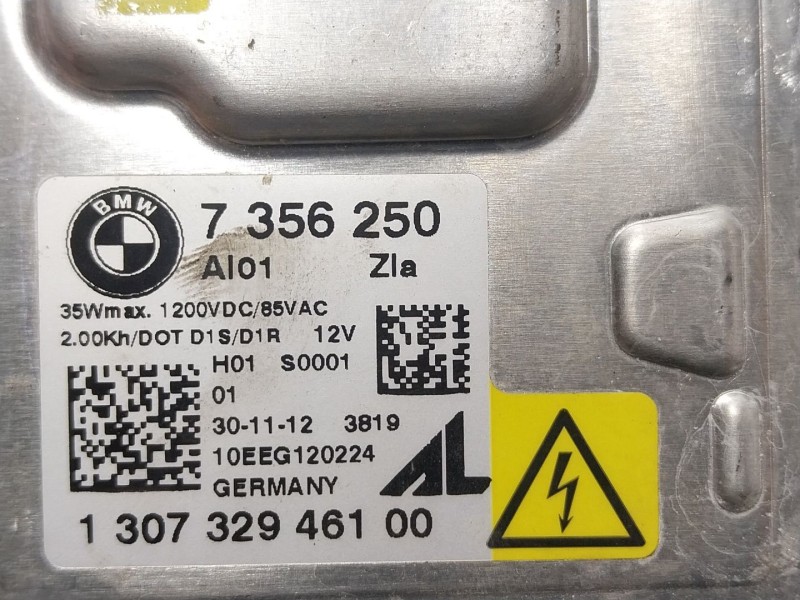 BMW
7 356 250
AI01 ZIa
35Wmax. 1200VDC/85VAC
2.00Kh/DOT D1S/D1R 12V
H01 S0001
01
30-11-12 3819
10EEG120224
GERMANY
AL
1 307 329 461 00